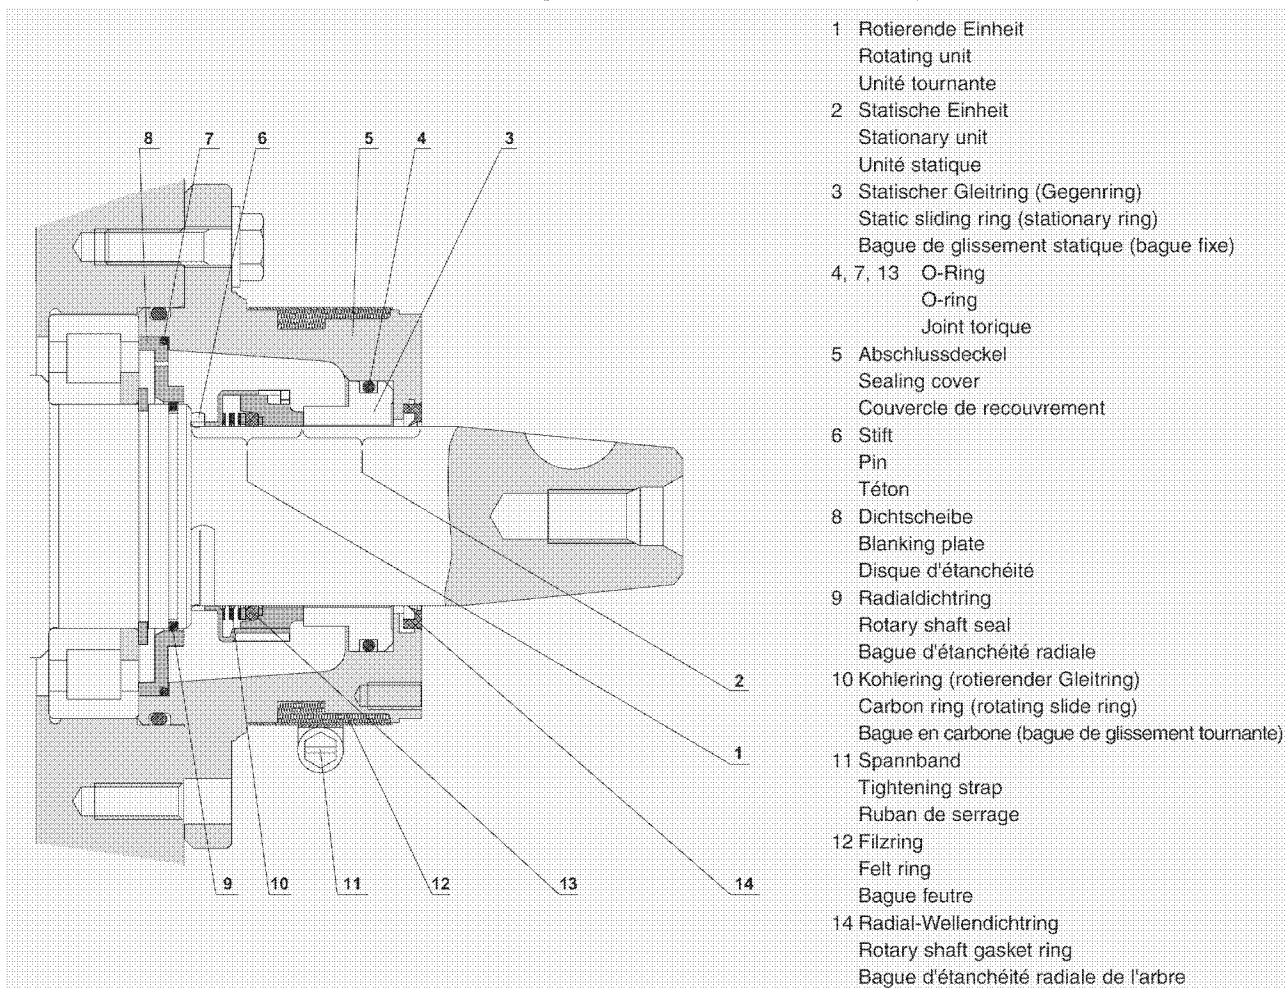 8 7 6 5 4 3
2
1
9 10 11 12 13 14
1 Rotierende Einheit
Rotating unit
Unité tournante
2 Statische Einheit
Stationary unit
Unité statique
3 Statischer Gleitring (Gegenring)
Static sliding ring (stationary ring)
Bague de glissement statique (bague fixe)
4, 7, 13 O-Ring
O-ring
Joint torique
5 Abschlussdeckel
Sealing cover
Couvercle de recouvrement
6 Stift
Pin
Téton
8 Dichtscheibe
Blanking plate
Disque d'étanchéité
9 Radialdichtring
Rotary shaft seal
Bague d'étanchéité radiale
10 Kohlering (rotierender Gleitring)
Carbon ring (rotating slide ring)
Bague en carbone (bague de glissement tournante)
11 Spannband
Tightening strap
Ruban de serrage
12 Filzring
Felt ring
Bague feutre
14 Radial-Wellendichtring
Rotary shaft gasket ring
Bague d'étanchéité radiale de l'arbre